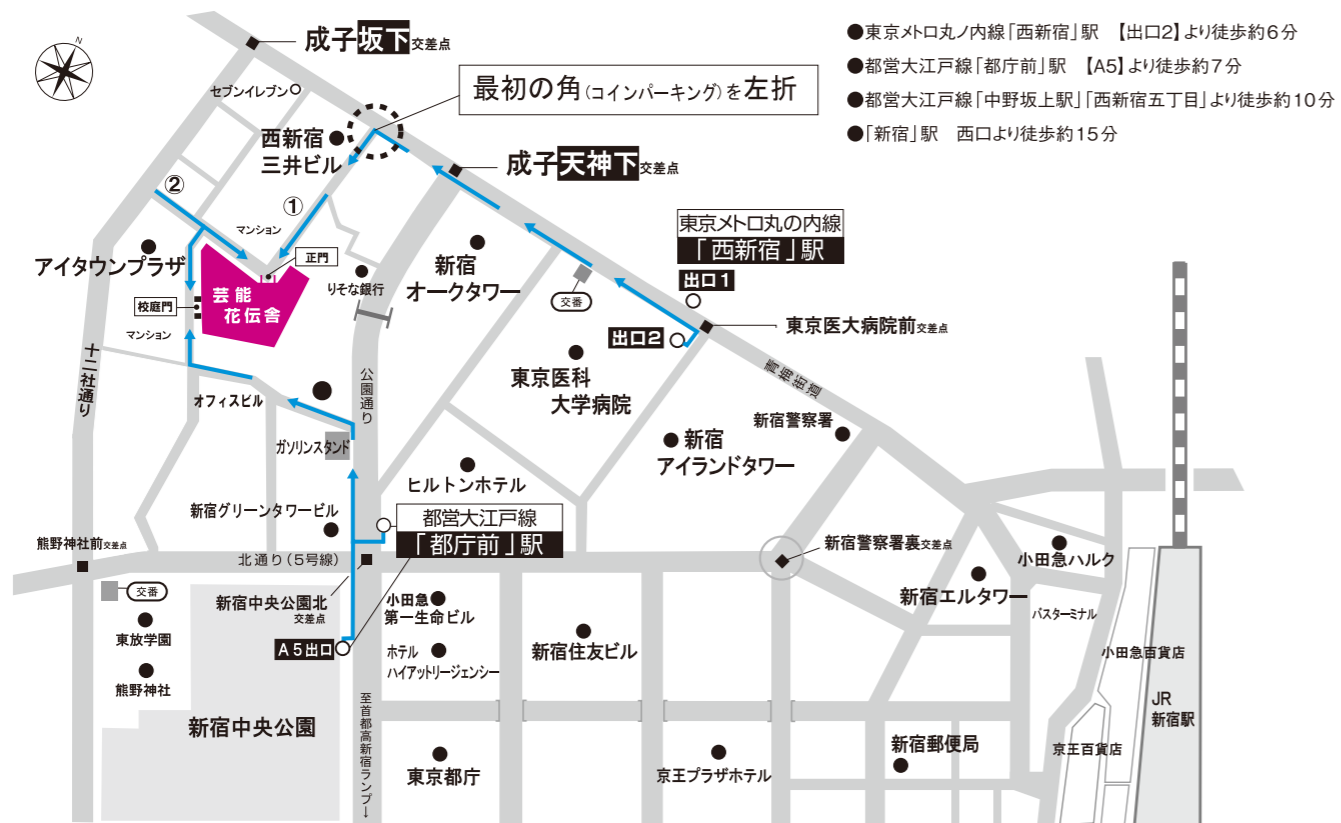 N
成子坂下交差点
セブンイレブン
最初の角(コインパーキング)を左折
●東京メトロ丸ノ内線「西新宿」駅 【出口2】より徒歩約6分
●都営大江戸線「都庁前」駅 【A5】より徒歩約7分
●都営大江戸線「中野坂上駅」「西新宿五丁目」より徒歩約10分
●「新宿」駅 西口より徒歩約15分
西新宿
三井ビル
成子天神下交差点
②
①
マンション
正門
アイタウンプラザ
芸能
花伝舎
校庭門
マンション
りそな銀行
新宿
オークタワー
交番
東京メトロ丸の内線
「西新宿」駅
出口1
出口2
東京医大病院前交差点
東京医科
大学病院
青梅街道
十二社通り
公園通り
オフィスビル
ガソリンスタンド
新宿警察署
新宿
アイランドタワー
ヒルトンホテル
新宿グリーンタワービル
都営大江戸線
「都庁前」駅
熊野神社前交差点
北通り(5号線)
新宿警察署裏交差点
小田急ハルク
交番
新宿中央公園北
交差点
小田急
第一生命ビル
新宿エルタワー
バスターミナル
東放学園
A5出口
ホテル
ハイアットリージェンシー
新宿住友ビル
小田急百貨店
熊野神社
新宿中央公園
至首都高新宿ランプ→
JR
新宿駅
東京都庁
京王プラザホテル
新宿郵便局
京王百貨店